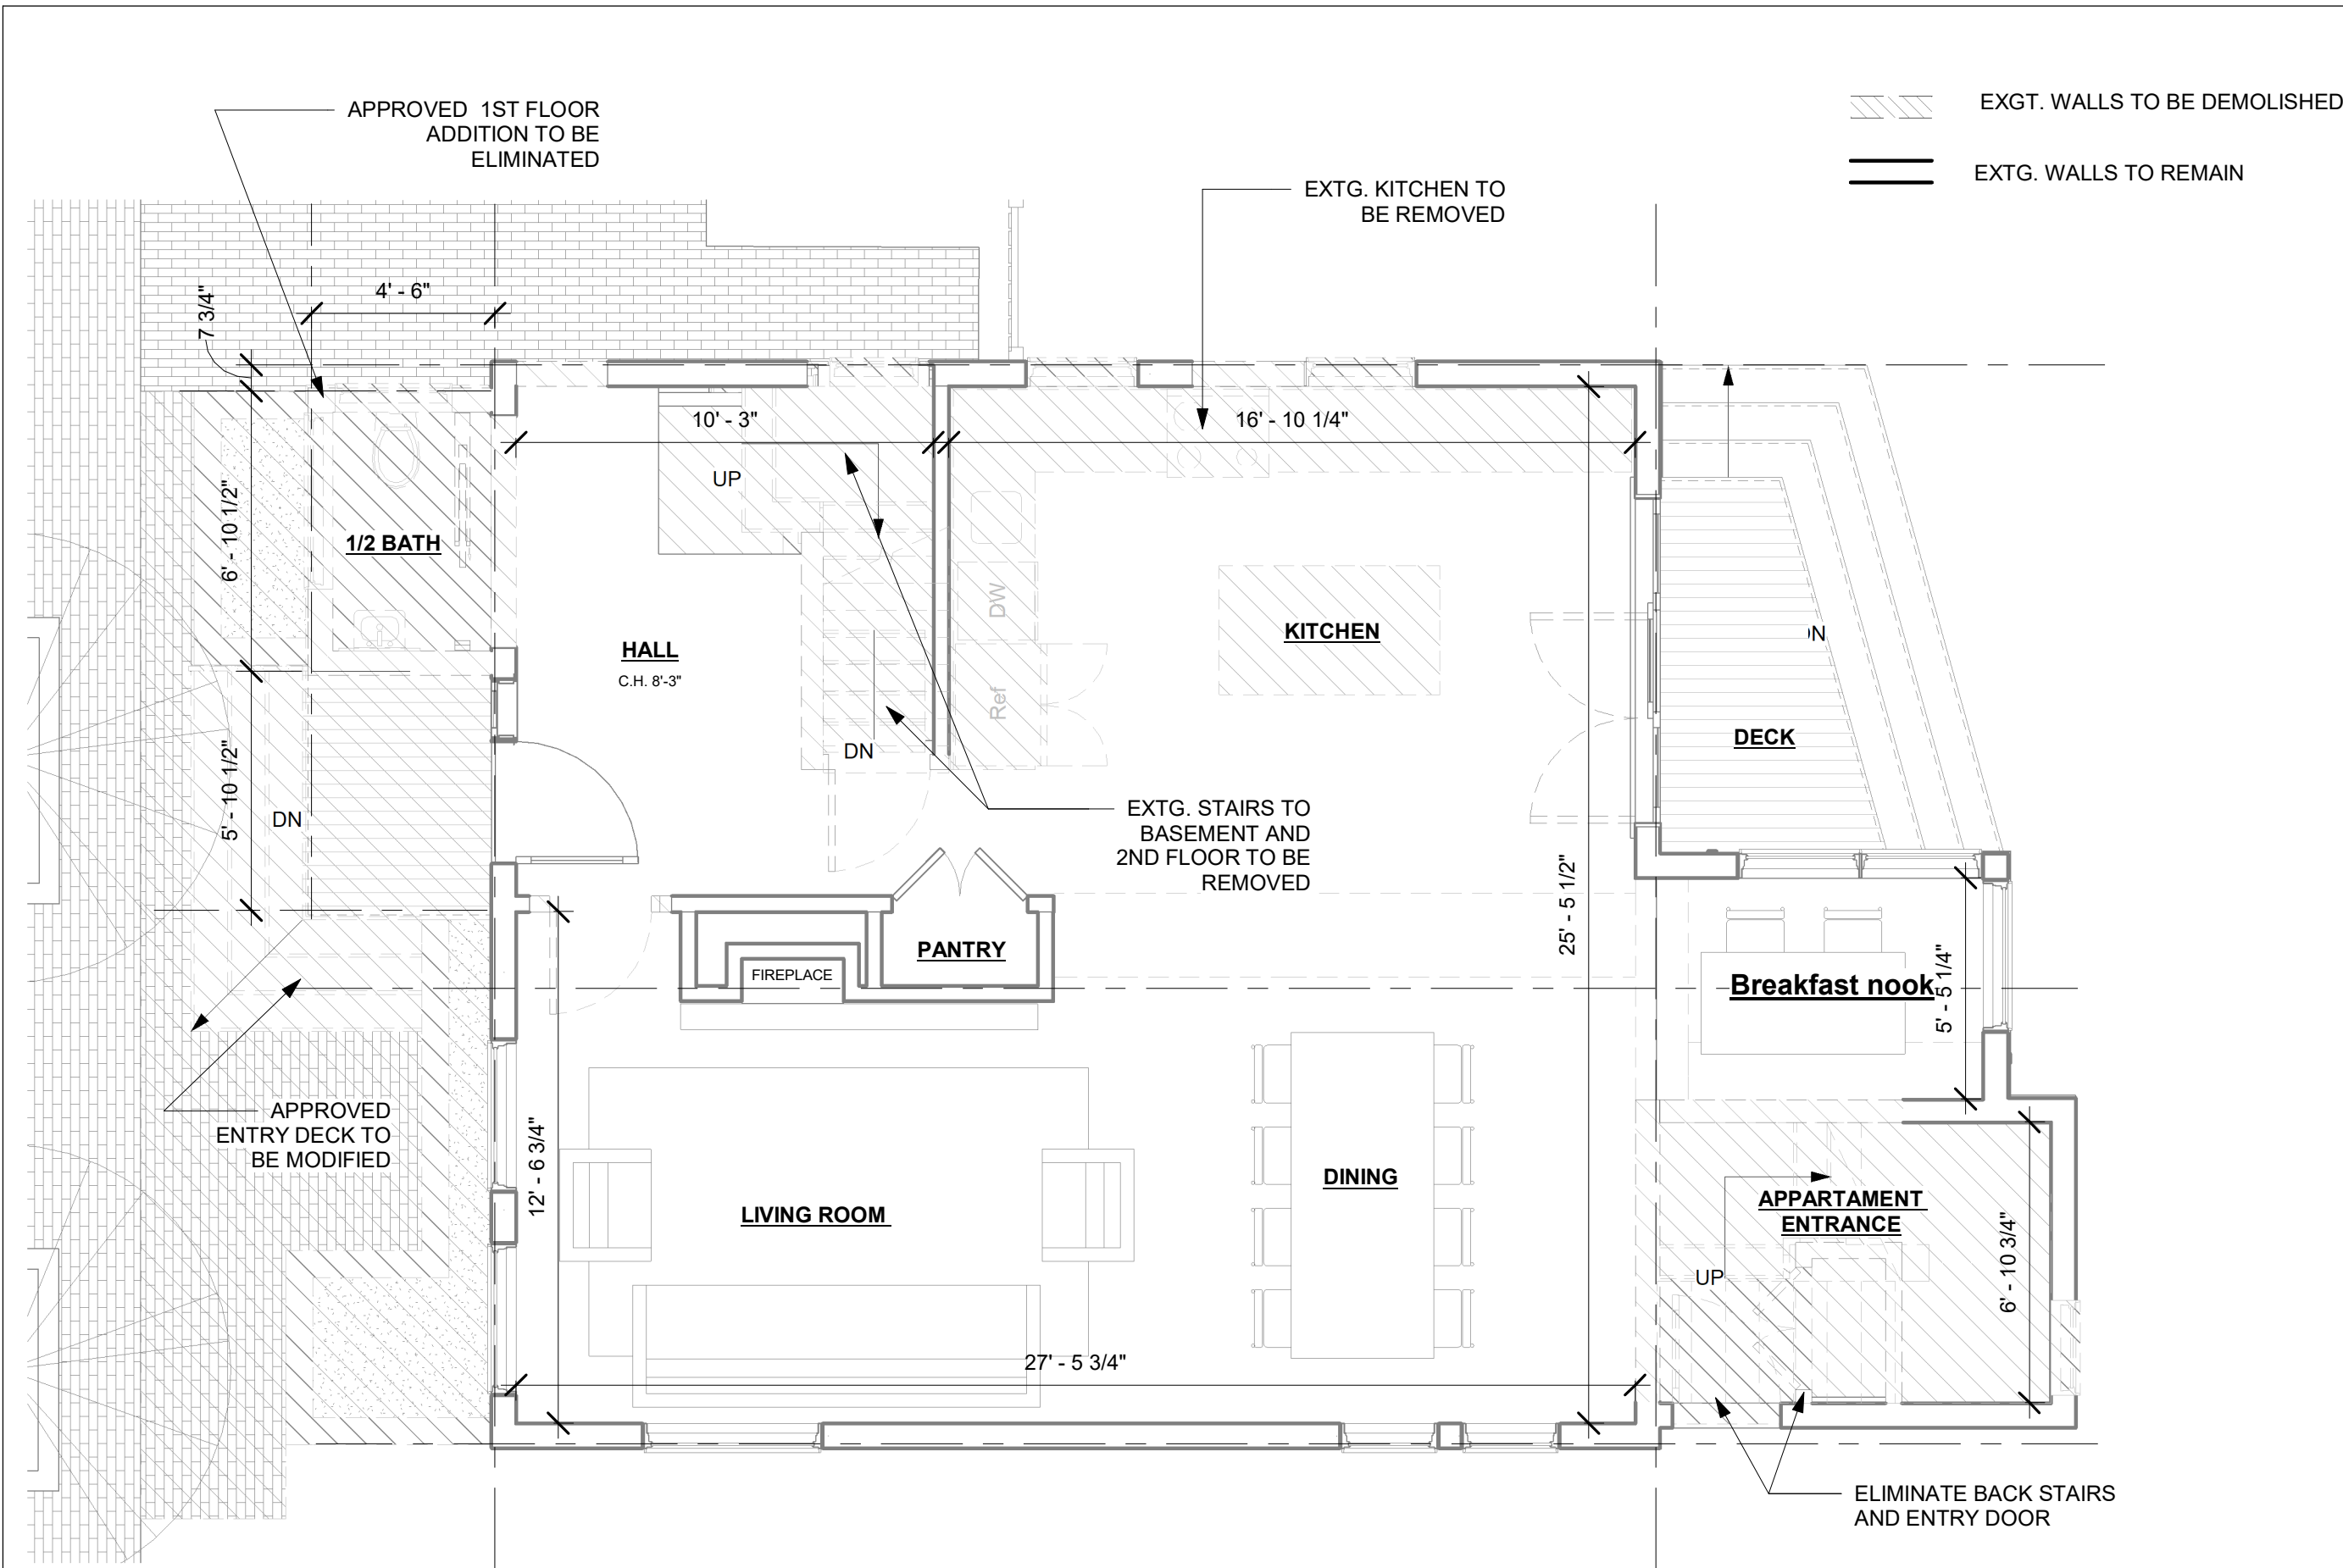 APPROVED 1ST FLOOR
ADDITION TO BE
ELIMINATED
EXGT. WALLS TO BE DEMOLISHED
EXTG. WALLS TO REMAIN
EXTG. KITCHEN TO
BE REMOVED
7 3/4"
4' - 6"
10' - 3"
16' - 10 1/4"
UP
6' - 10 1/2"
1/2 BATH
DW
KITCHEN
HALL
C.H. 8'-3"
Ref
DECK
DN
5' - 10 1/2"
DN
EXTG. STAIRS TO
BASEMENT AND
2ND FLOOR TO BE
REMOVED
25' - 5 1/2"
PANTRY
FIREPLACE
Breakfast nook
5' - 5 1/4"
APPROVED
ENTRY DECK TO
BE MODIFIED
12' - 6 3/4"
LIVING ROOM
DINING
APPARTAMENT
ENTRANCE
UP
6' - 10 3/4"
27' - 5 3/4"
ELIMINATE BACK STAIRS
AND ENTRY DOOR